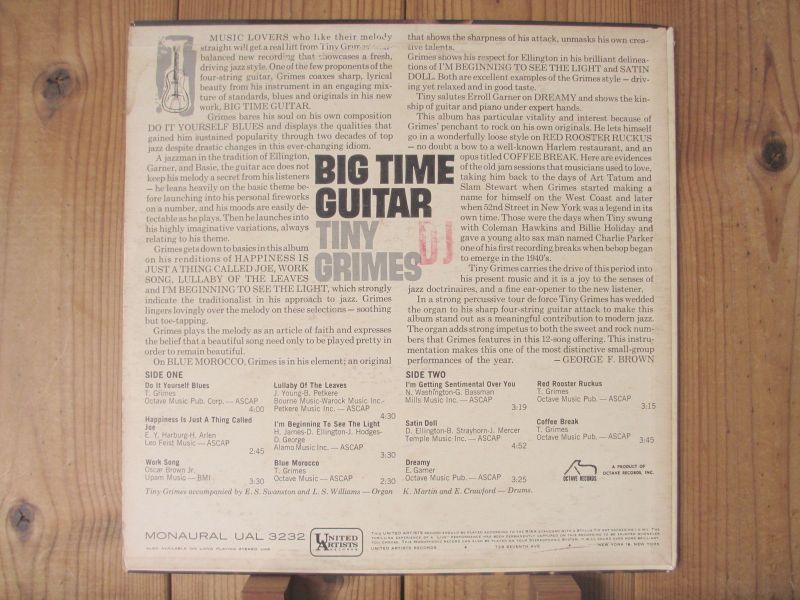 MUSIC LOVERS who like their melody
straight will get a real lift from Tiny Grimes'
balanced new recording that showcases a fresh,
driving jazz style. One of the few proponents of the
four-string guitar, Grimes coaxes sharp, lyrical
beauty from his instrument in an engaging mix-
ture of standards, blues and originals in his new
work, BIG TIME GUITAR.
Grimes bares his soul on his own composition
DO IT YOURSELF BLUES and displays the qualities that
gained him sustained popularity through two decades of top
jazz despite drastic changes in this ever-changing idiom.
A jazzman in the tradition of Ellington,
Garner, and Basie, the guitar ace does not
keep his melody a secret from his listeners
— he leans heavily on the basic theme be-
fore launching into his personal fireworks
on a number, and his moods are easily de-
tectable as he plays. Then he launches into
his highly imaginative variations, always
relating to his theme.
Grimes gets down to basics in this album
on his renditions of HAPPINESS IS
JUST A THING CALLED JOE, WORK
SONG, LULLABY OF THE LEAVES
and I'M BEGINNING TO SEE THE LIGHT, which strongly
indicate the traditionalist in his approach to jazz. Grimes
lingers lovingly over the melody on these selections — soothing
but toe-tapping.
Grimes plays the melody as an article of faith and expresses
the belief that a beautiful song need only to be played pretty in
order to remain beautiful.
On BLUE MOROCCO, Grimes is in his element; an original
that shows the sharpness of his attack, unmasks his own crea-
tive talents.
Grimes shows his respect for Ellington in his brilliant delinea-
tions of I'M BEGINNING TO SEE THE LIGHT and SATIN
DOLL. Both are excellent examples of the Grimes style — driv-
ing yet relaxed and in good taste.
Tiny salutes Erroll Garner on DREAMY and shows the kin-
ship of guitar and piano under expert hands.
This album has particular vitality and interest because of
Grimes' penchant to rock on his own originals. He lets himself
go in a wonderfully loose style on RED ROOSTER RUCKUS
— no doubt a bow to a well-known Harlem restaurant, and an
opus titled COFFEE BREAK. Here are evidences
of the old jam sessions that musicians used to love,
taking him back to the days of Art Tatum and
Slam Stewart when Grimes started making a
name for himself on the West Coast and later
when 52nd Street in New York was a legend in its
own time. Those were the days when Tiny swung
with Coleman Hawkins and Billie Holiday and
gave a young alto sax man named Charlie Parker
one of his first recording breaks when bebop began
to emerge in the 1940's.
Tiny Grimes carries the drive of this period into
his present music and it is a joy to the senses of
jazz doctrinaires, and a fine ear-opener to the new listener.
In a strong percussive tour de force Tiny Grimes has wedded
the organ to his sharp four-string guitar attack to make this
album stand out as a meaningful contribution to modern jazz.
The organ adds strong impetus to both the sweet and rock num-
bers that Grimes features in this 12-song offering. This instru-
mentation makes this one of the most distinctive small-group
performances of the year. — GEORGE F. BROWN
BIG TIME
GUITAR
TINY
GRIMES
DJ
SIDE ONE
Do It Yourself Blues
T. Grimes
Octave Music Pub. Corp. — ASCAP
4:00
Happiness Is Just A Thing Called
Joe
E. Y. Harburg-H. Arlen
Leo Feist Music — ASCAP
2:45
Work Song
Oscar Brown Jr.
Upam Music — BMI 3:30
Lullaby Of The Leaves
J. Young-B. Petkere
Bourne Music-Warock Music Inc.-
Petkere Music Inc. — ASCAP
4:30
I'm Beginning To See The Light
H. James-D. Ellington-J. Hodges-
D. George
Alamo Music Inc. — ASCAP
3:30
Blue Morocco
T. Grimes
Octave Music — ASCAP 2:30
SIDE TWO
I'm Getting Sentimental Over You
N. Washington-G. Bassman
Mills Music Inc. — ASCAP
3:19
Satin Doll
D. Ellington-B. Strayhorn-J. Mercer
Temple Music Inc. — ASCAP
4:52
Dreamy
E. Garner
Octave Music Pub. — ASCAP 3:25
Red Rooster Ruckus
T. Grimes
Octave Music Pub. — ASCAP
3:15
Coffee Break
T. Grimes
Octave Music Pub. — ASCAP 3:45
OCTAVE RECORDS
A PRODUCT OF
OCTAVE RECORDS, INC.
Tiny Grimes accompanied by E. S. Swanston and L. S. Williams — Organ K. Martin and E. Crawford — Drums.
MONAURAL UAL 3232
ALSO AVAILABLE ON LONG PLAYING STEREO UAS
UNITED
ARTISTS
RECORDS
UNITED ARTISTS RECORDS • 729 SEVENTH AVE • NEW YORK 19, NEW YORK